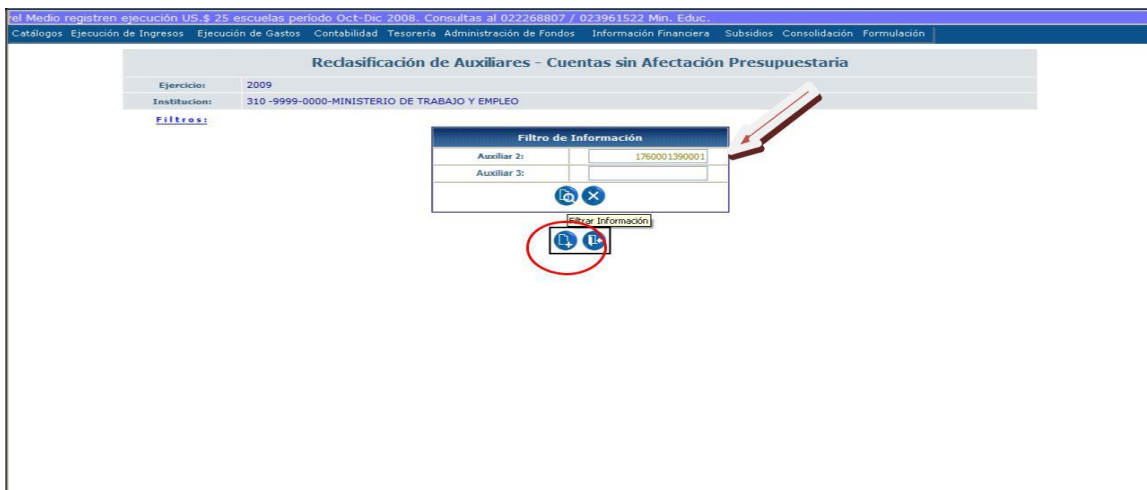 el Medio registren ejecución US.$ 25 escuelas período Oct-Dic 2008. Consultas al 022268807 / 023961522 Min. Educ.
Catálogos Ejecución de Ingresos Ejecución de Gastos Contabilidad Tesorería Administración de Fondos Información Financiera Subsidios Consolidación Formulación
Reclasificación de Auxiliares - Cuentas sin Afectación Presupuestaria
Ejercicio: 2009
Institucion: 310 -9999-0000-MINISTERIO DE TRABAJO Y EMPLEO
Filtros:
Filtro de Información
Auxiliar 2: 1760001390001
Auxiliar 3:
Filtrar Información